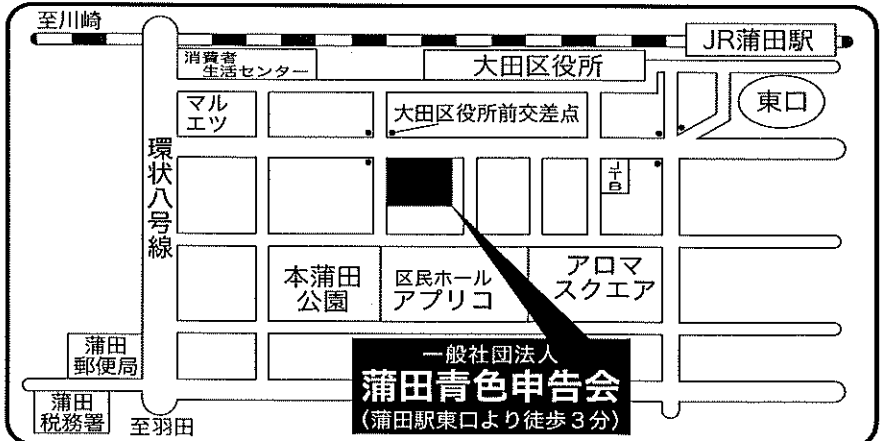 至川崎
JR蒲田駅
消費者
生活センター
大田区役所
東口
マル
エツ
大田区役所前交差点
環状八号線
JTB
本蒲田
公園
区民ホール
アプリコ
アロマ
スクエア
蒲田
郵便局
一般社団法人
蒲田青色申告会
(蒲田駅東口より徒歩3分)
蒲田
税務署
至羽田